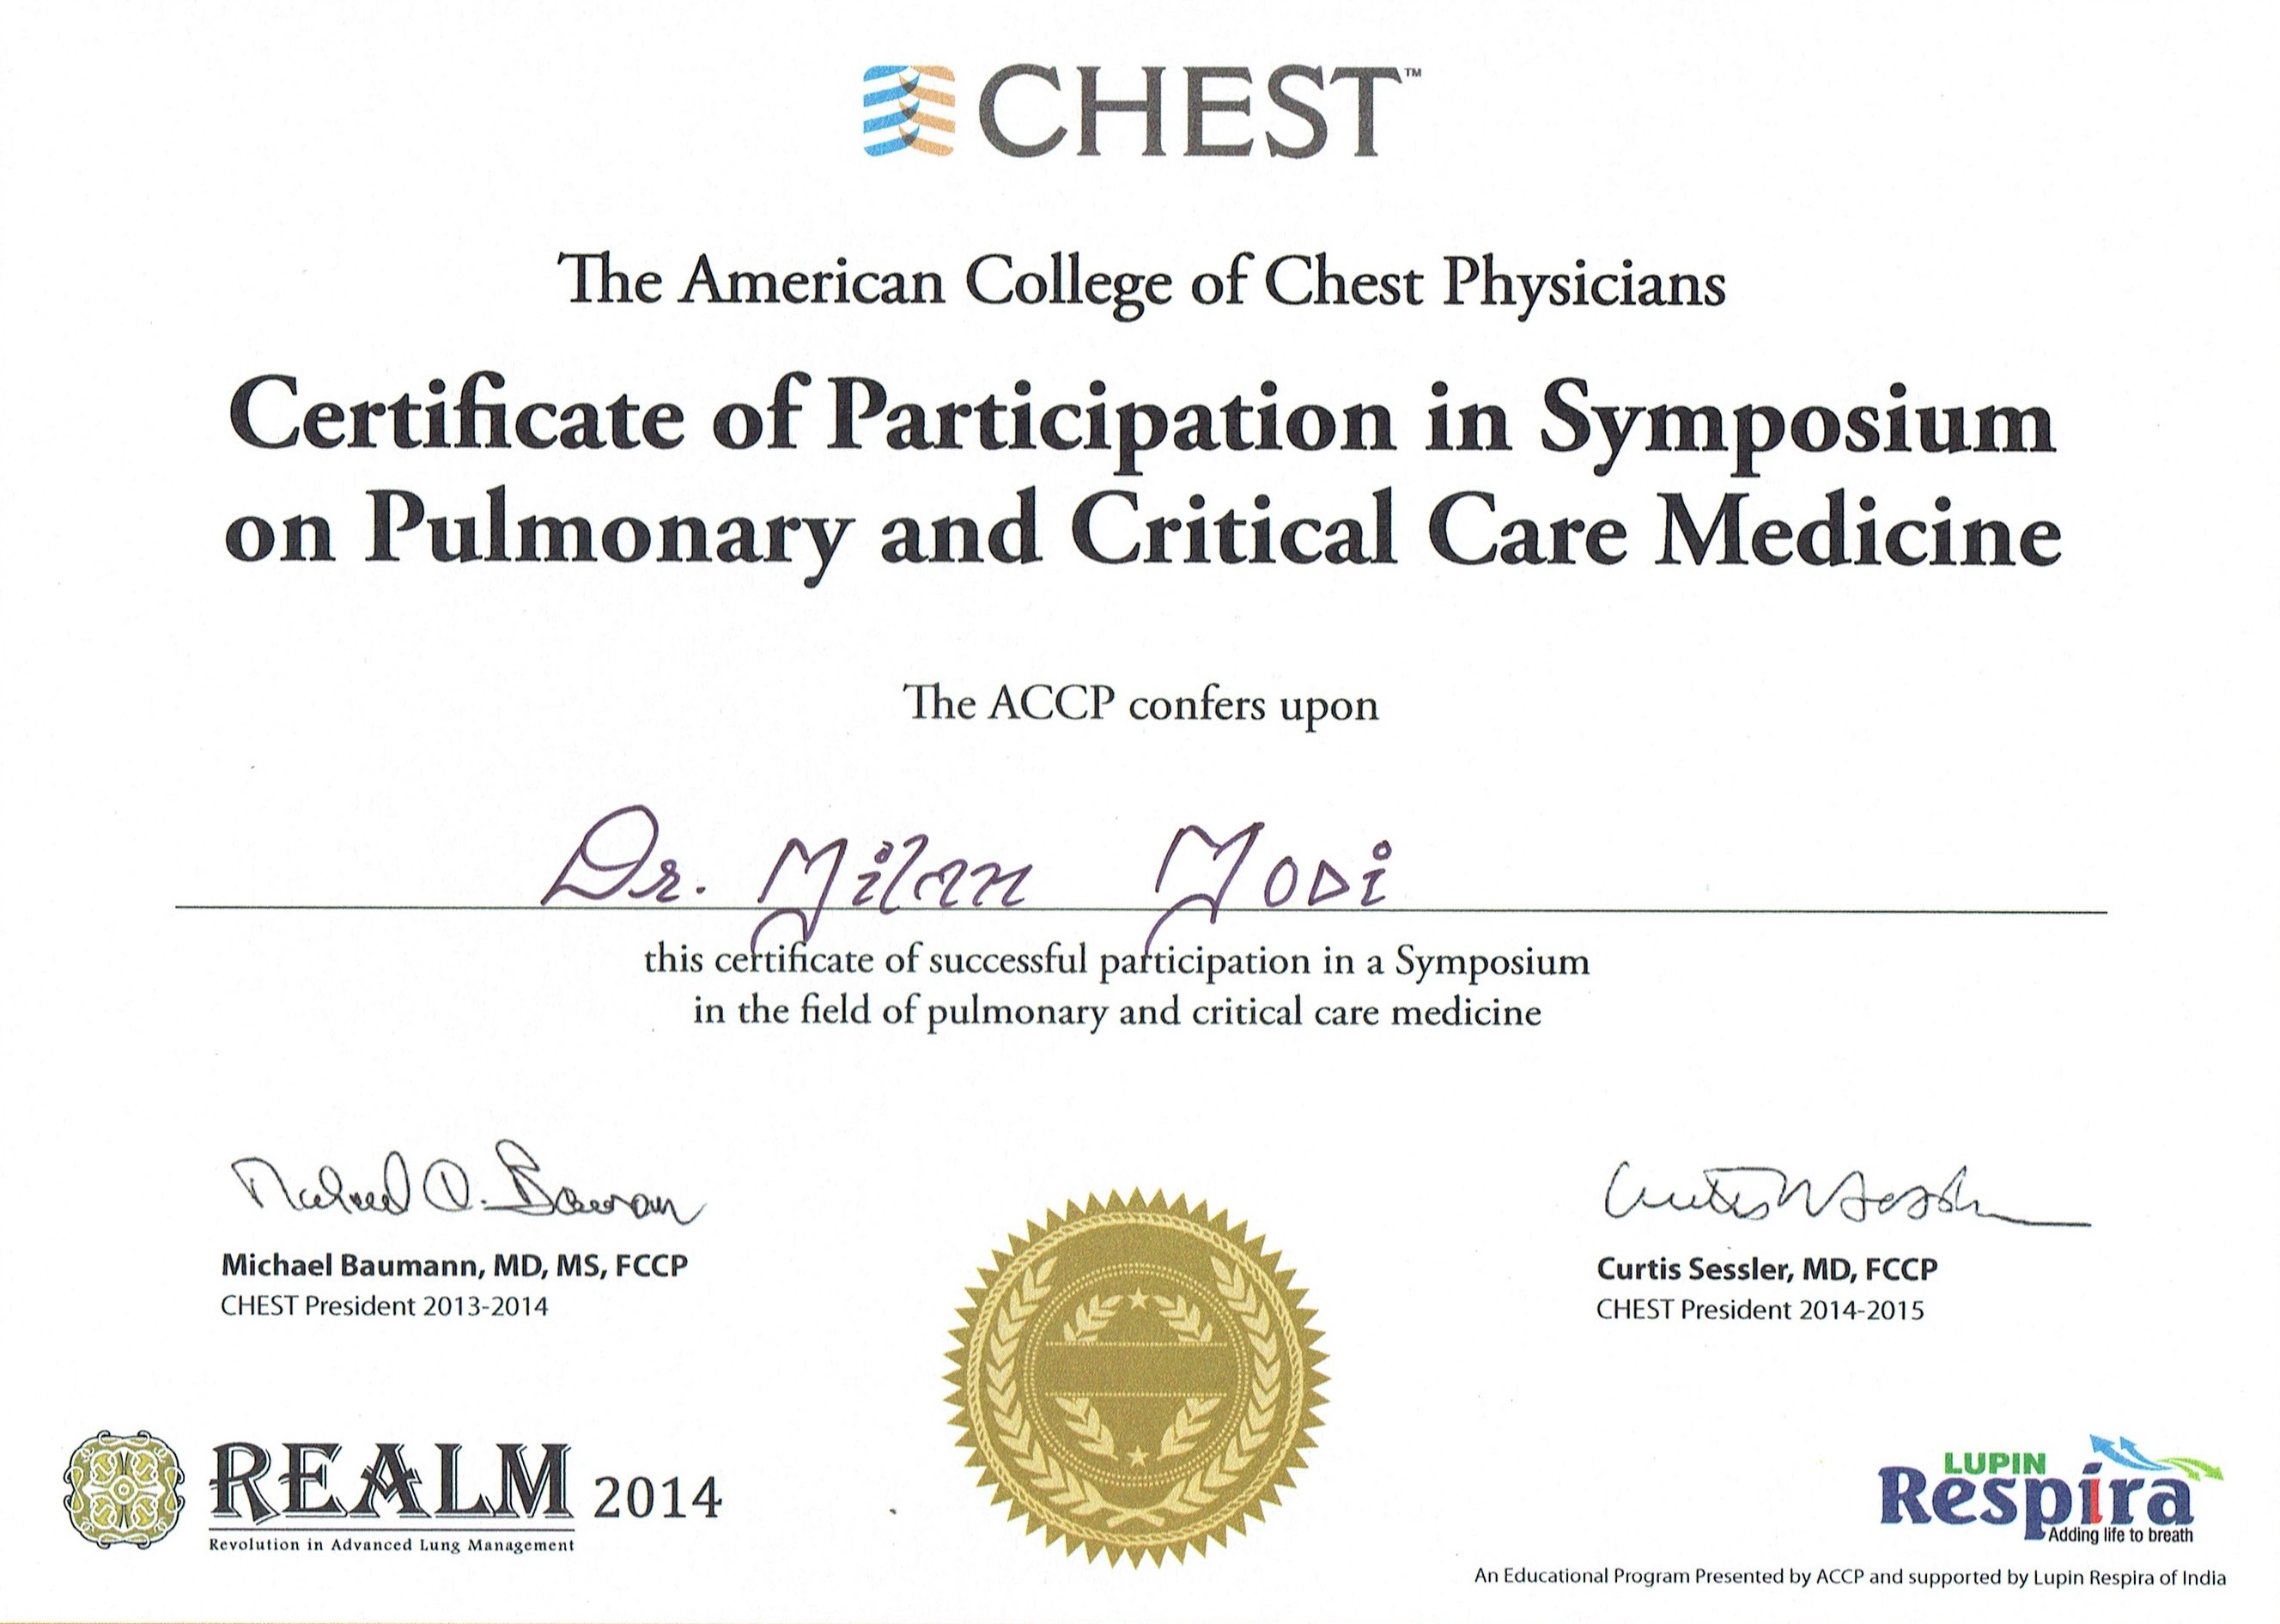 CHEST™
The American College of Chest Physicians
Certificate of Participation in Symposium
on Pulmonary and Critical Care Medicine
The ACCP confers upon
Dr. Milan Modi
this certificate of successful participation in a Symposium
in the field of pulmonary and critical care medicine
Michael Baumann, MD, MS, FCCP
CHEST President 2013-2014
Curtis Sessler, MD, FCCP
CHEST President 2014-2015
REALM 2014
Revolution in Advanced Lung Management
LUPIN
Respira
Adding life to breath
An Educational Program Presented by ACCP and supported by Lupin Respira of India